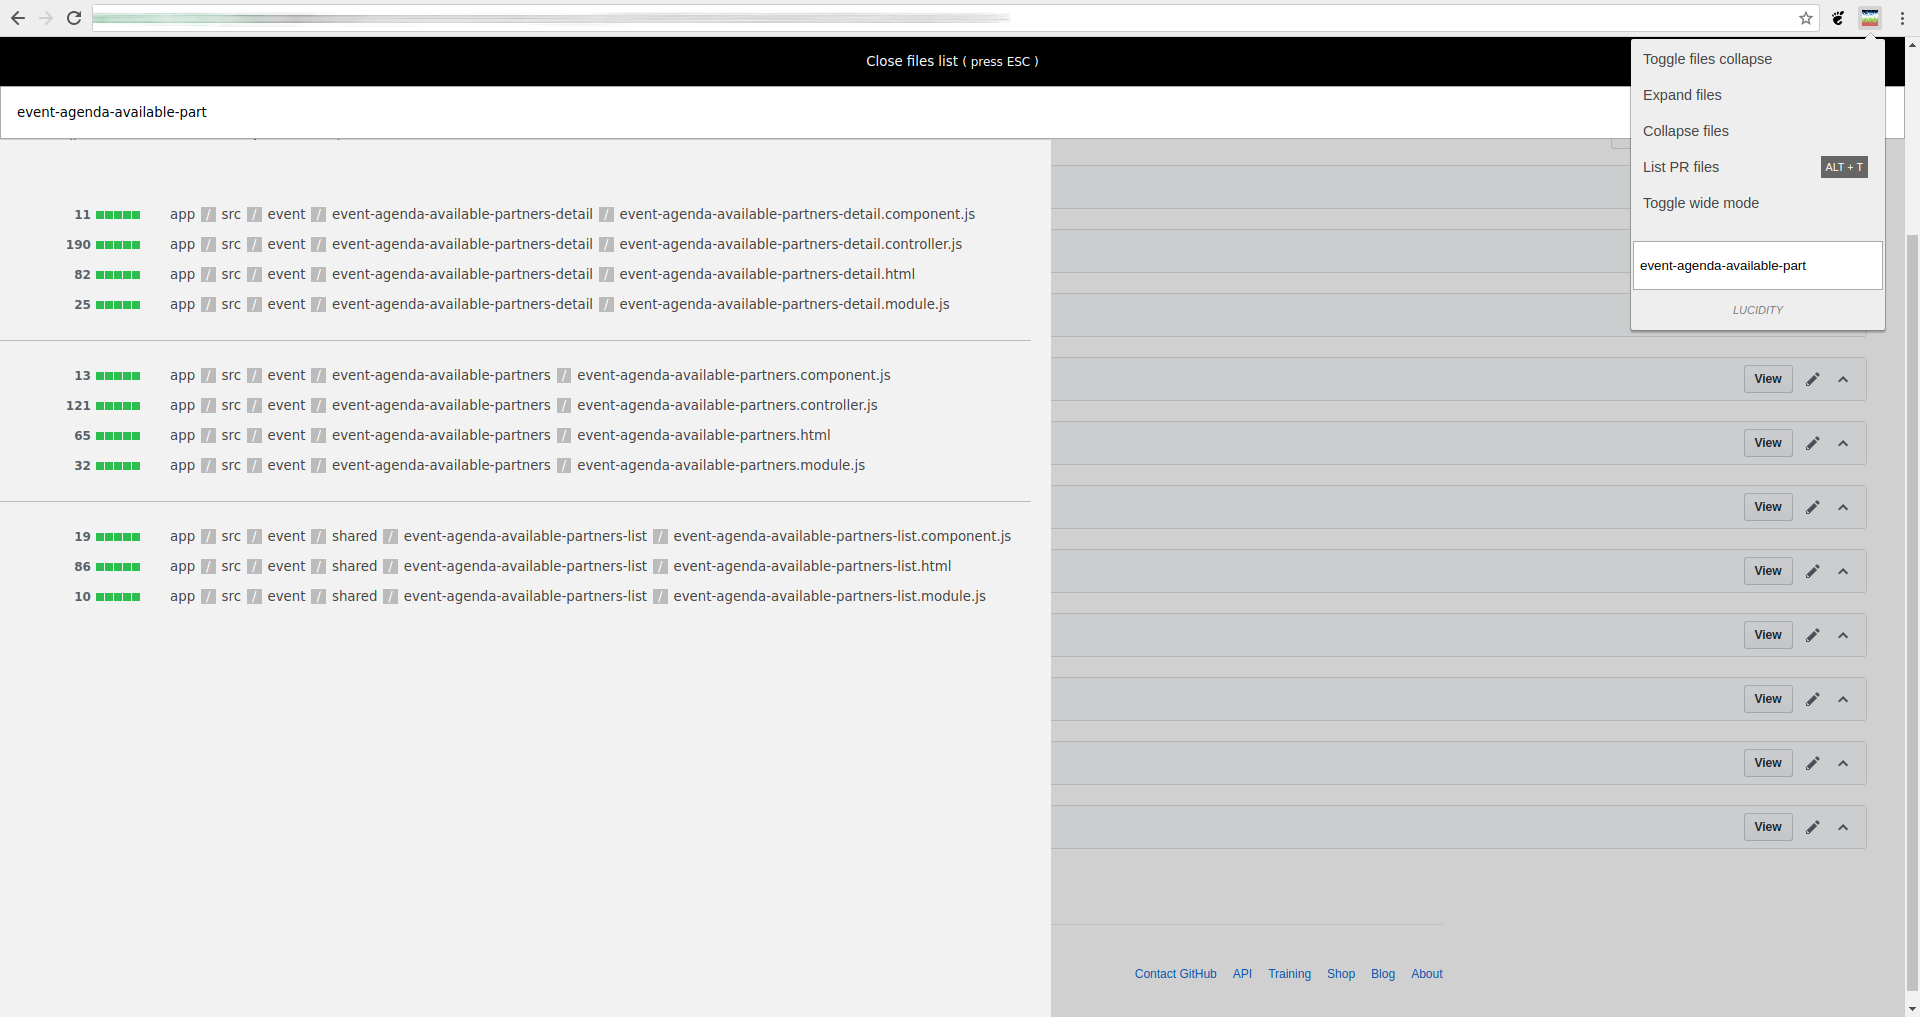 Close files list ( press ESC )
event-agenda-available-part
11 app / src / event / event-agenda-available-partners-detail / event-agenda-available-partners-detail.component.js
190 app / src / event / event-agenda-available-partners-detail / event-agenda-available-partners-detail.controller.js
82 app / src / event / event-agenda-available-partners-detail / event-agenda-available-partners-detail.html
25 app / src / event / event-agenda-available-partners-detail / event-agenda-available-partners-detail.module.js
13 app / src / event / event-agenda-available-partners / event-agenda-available-partners.component.js
121 app / src / event / event-agenda-available-partners / event-agenda-available-partners.controller.js
65 app / src / event / event-agenda-available-partners / event-agenda-available-partners.html
32 app / src / event / event-agenda-available-partners / event-agenda-available-partners.module.js
19 app / src / event / shared / event-agenda-available-partners-list / event-agenda-available-partners-list.component.js
86 app / src / event / shared / event-agenda-available-partners-list / event-agenda-available-partners-list.html
10 app / src / event / shared / event-agenda-available-partners-list / event-agenda-available-partners-list.module.js
Toggle files collapse
Expand files
Collapse files
List PR files ALT + T
Toggle wide mode
event-agenda-available-part
LUCIDITY
View
View
View
View
View
View
View
View
Contact GitHub API Training Shop Blog About